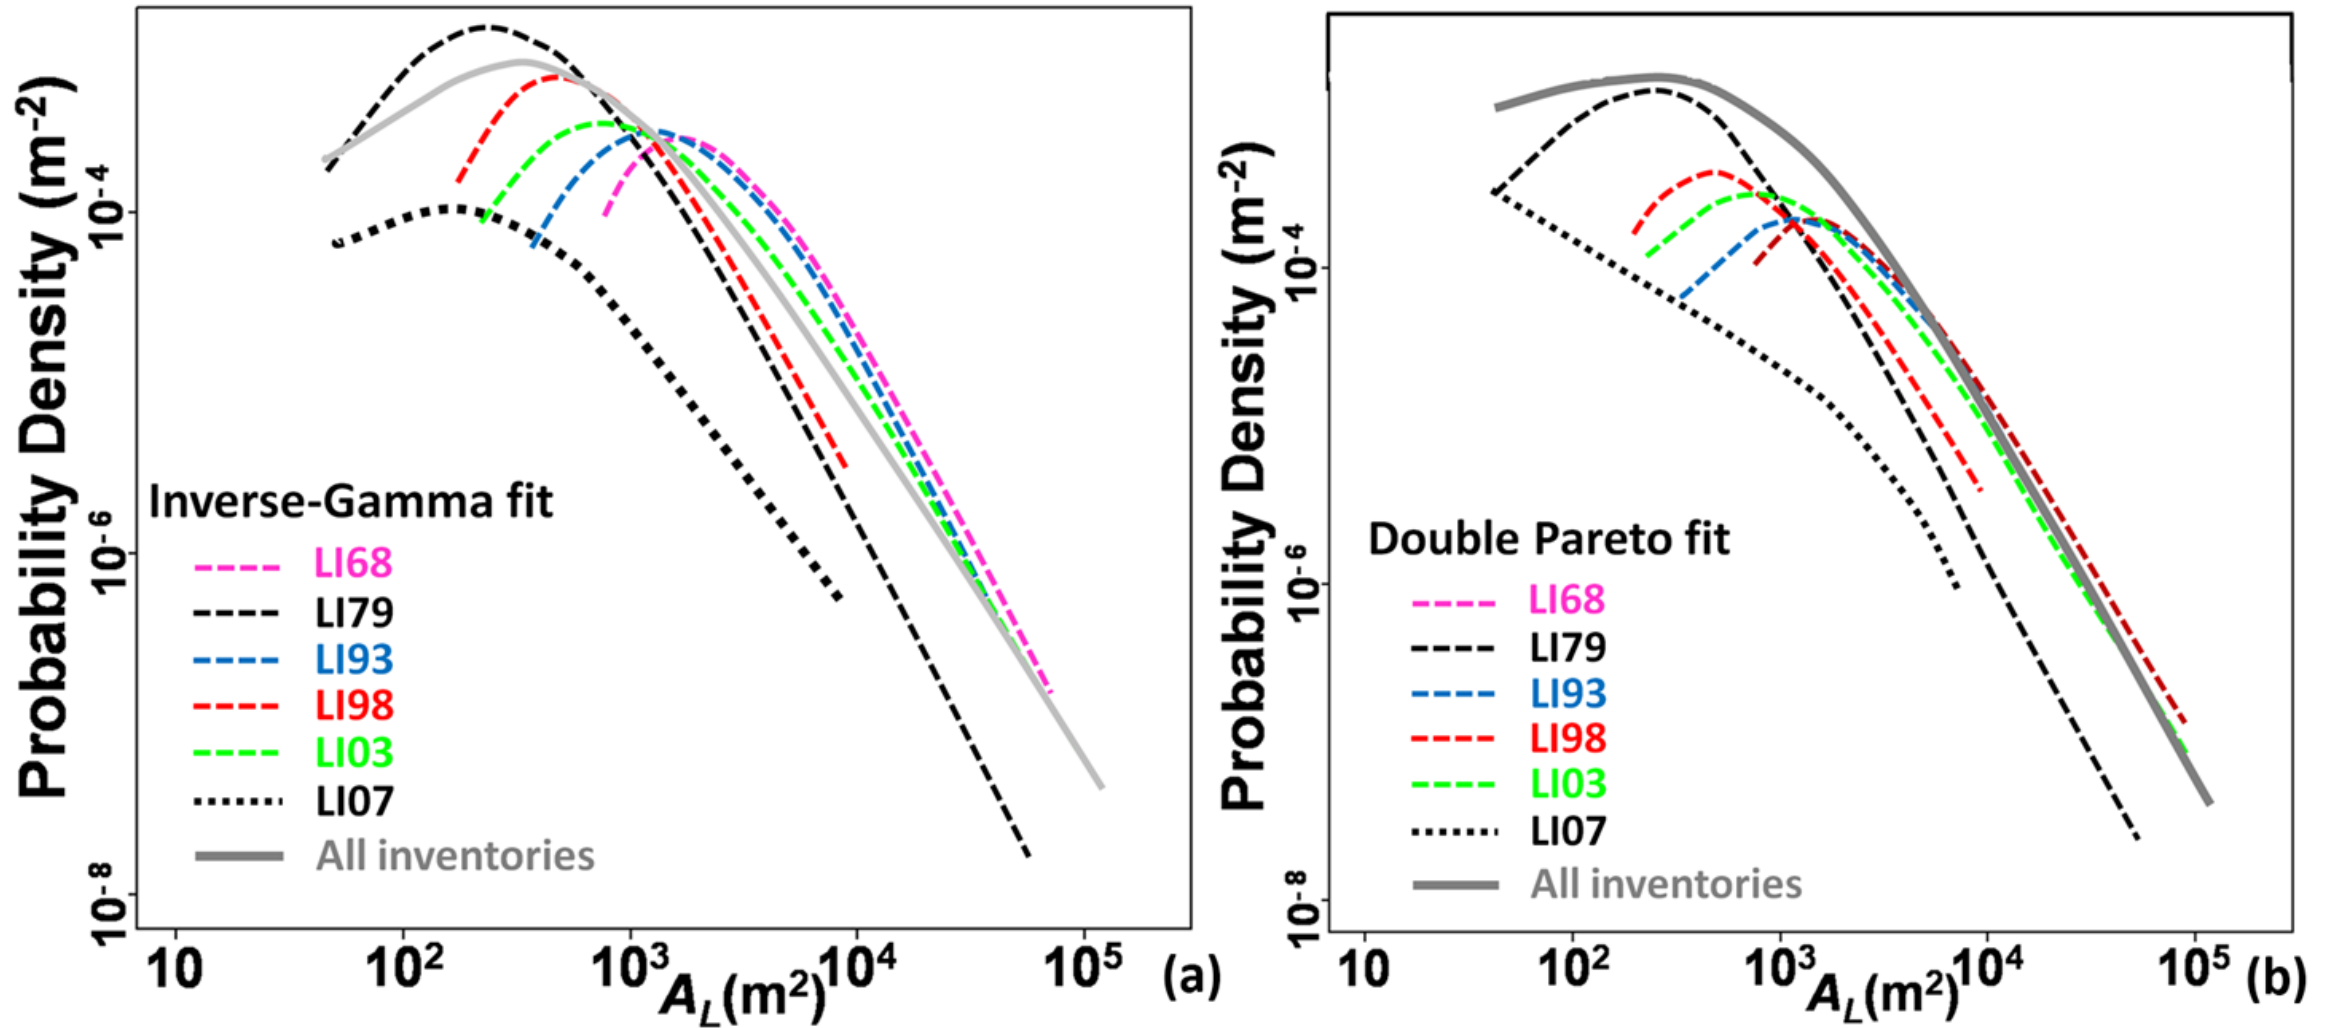 Probability Density (m⁻²)
10⁻⁴
10⁻⁶
10⁻⁸
Inverse-Gamma fit
LI68
LI79
LI93
LI98
LI03
LI07
All inventories
10 10² 10³ 10⁴ 10⁵ (a)
A_L(m²)
Probability Density (m⁻²)
10⁻⁴
10⁻⁶
10⁻⁸
Double Pareto fit
LI68
LI79
LI93
LI98
LI03
LI07
All inventories
10 10² 10³ 10⁴ 10⁵ (b)
A_L(m²)